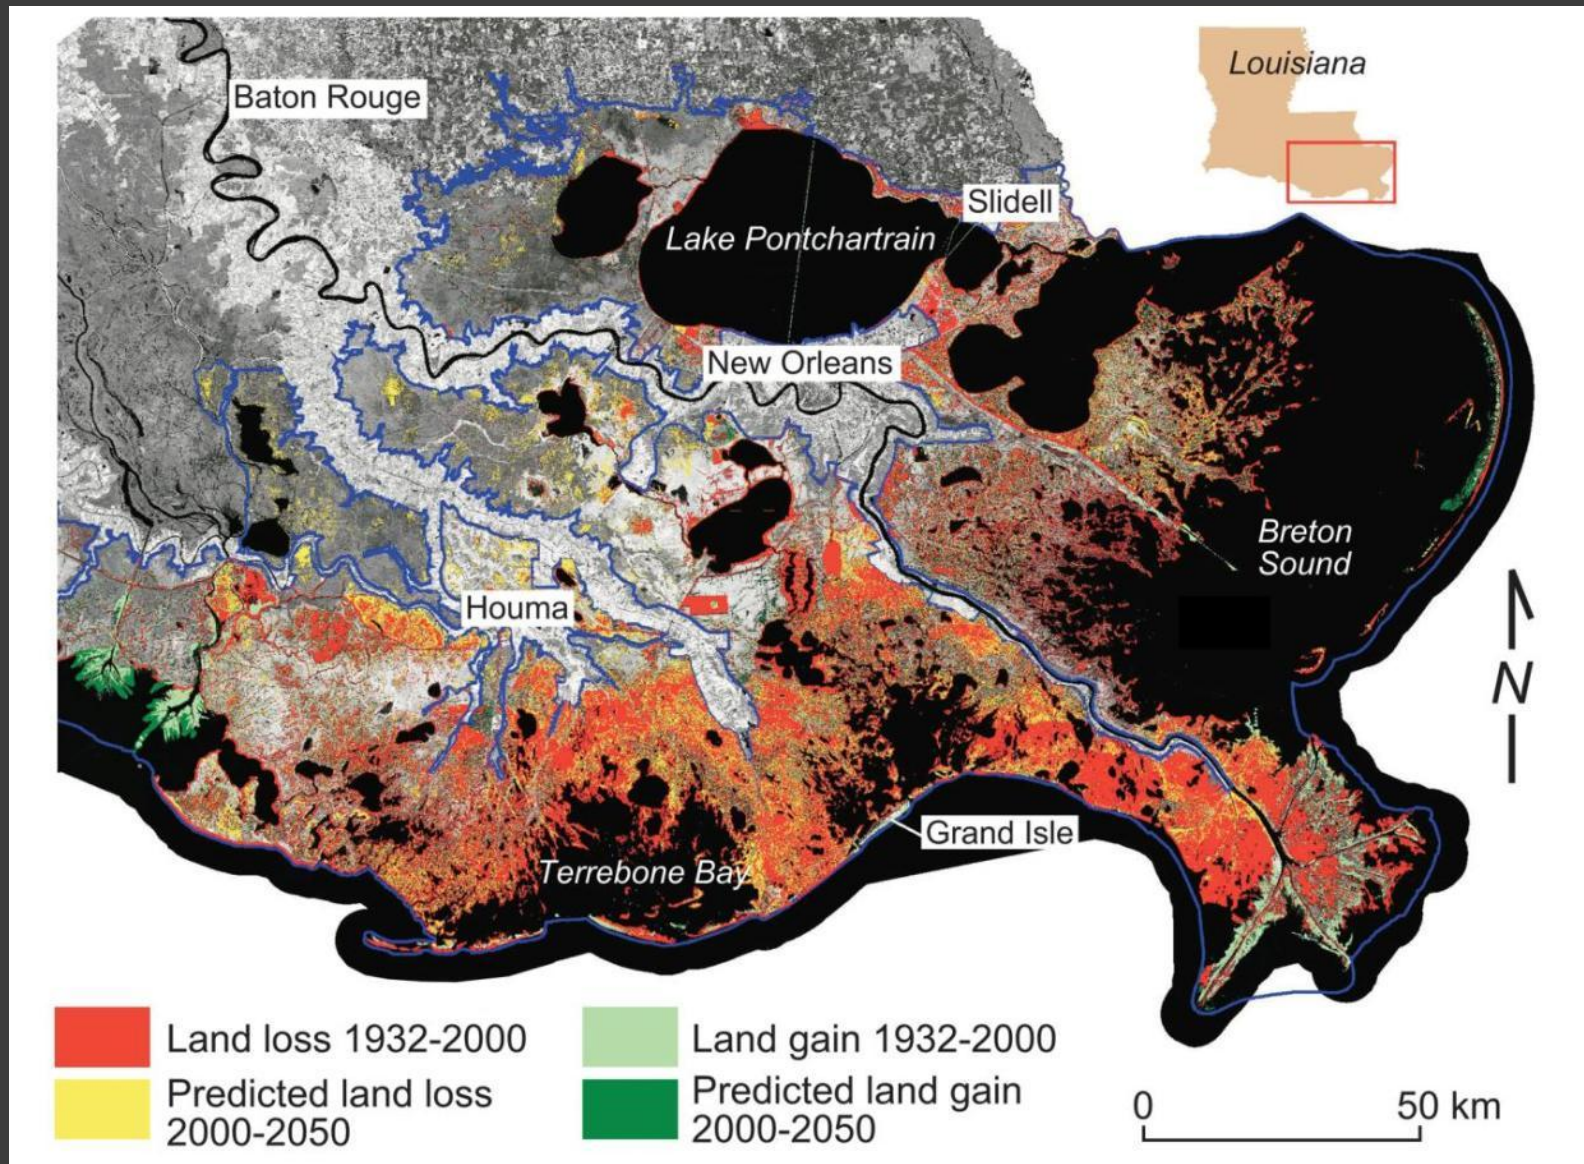 Louisiana
Baton Rouge
Slidell
Lake Pontchartrain
New Orleans
Breton
Sound
Houma
N
Grand Isle
Terrebone Bay
Land loss 1932-2000
Predicted land loss
2000-2050
Land gain 1932-2000
Predicted land gain
2000-2050
0 50 km